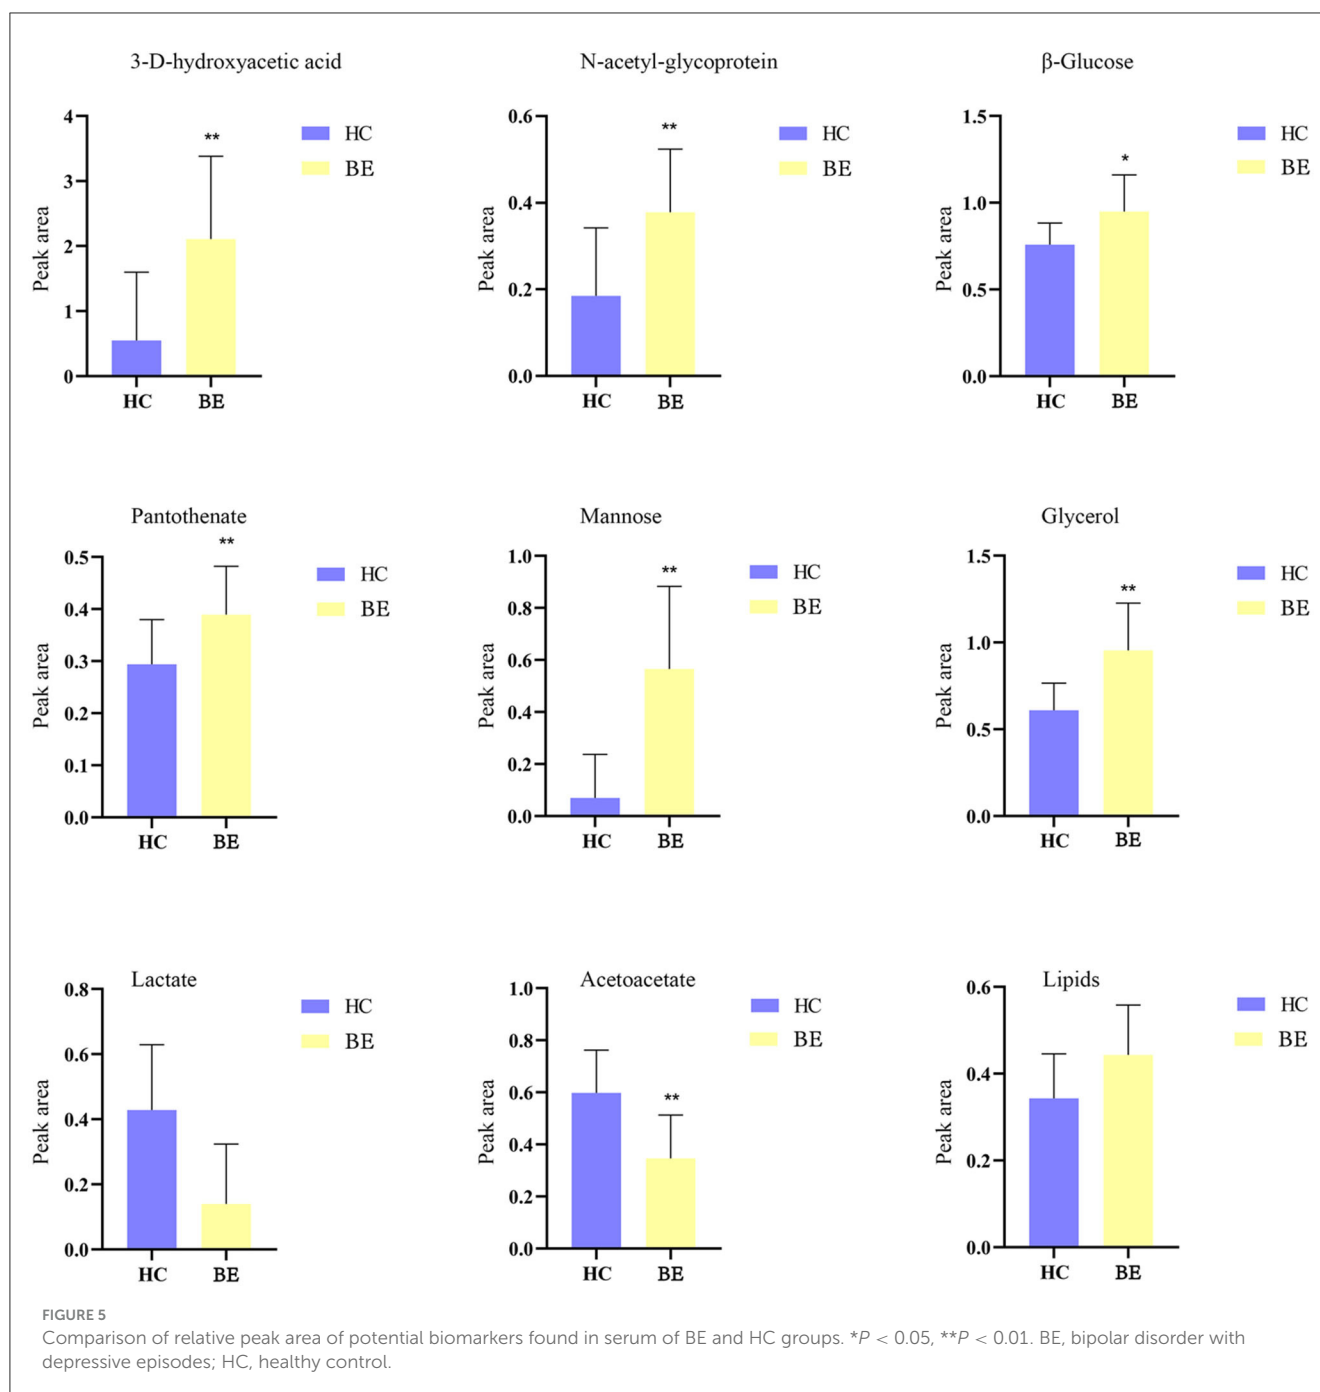 3-D-hydroxyacetic acid
Peak area
4
3
2
1
0
**
HC
BE
HC
BE
N-acetyl-glycoprotein
Peak area
0.6
0.4
0.2
0.0
**
HC
BE
HC
BE
β-Glucose
Peak area
1.5
1.0
0.5
0.0
*
HC
BE
HC
BE
Pantothenate
Peak area
0.5
0.4
0.3
0.2
0.1
0.0
**
HC
BE
HC
BE
Mannose
Peak area
1.0
0.8
0.6
0.4
0.2
0.0
**
HC
BE
HC
BE
Glycerol
Peak area
1.5
1.0
0.5
0.0
**
HC
BE
HC
BE
Lactate
Peak area
0.8
0.6
0.4
0.2
0.0
HC
BE
HC
BE
Acetoacetate
Peak area
1.0
0.8
0.6
0.4
0.2
0.0
**
HC
BE
HC
BE
Lipids
Peak area
0.6
0.4
0.2
0.0
HC
BE
HC
BE
FIGURE 5
Comparison of relative peak area of potential biomarkers found in serum of BE and HC groups. *P < 0.05, **P < 0.01. BE, bipolar disorder with
depressive episodes; HC, healthy control.